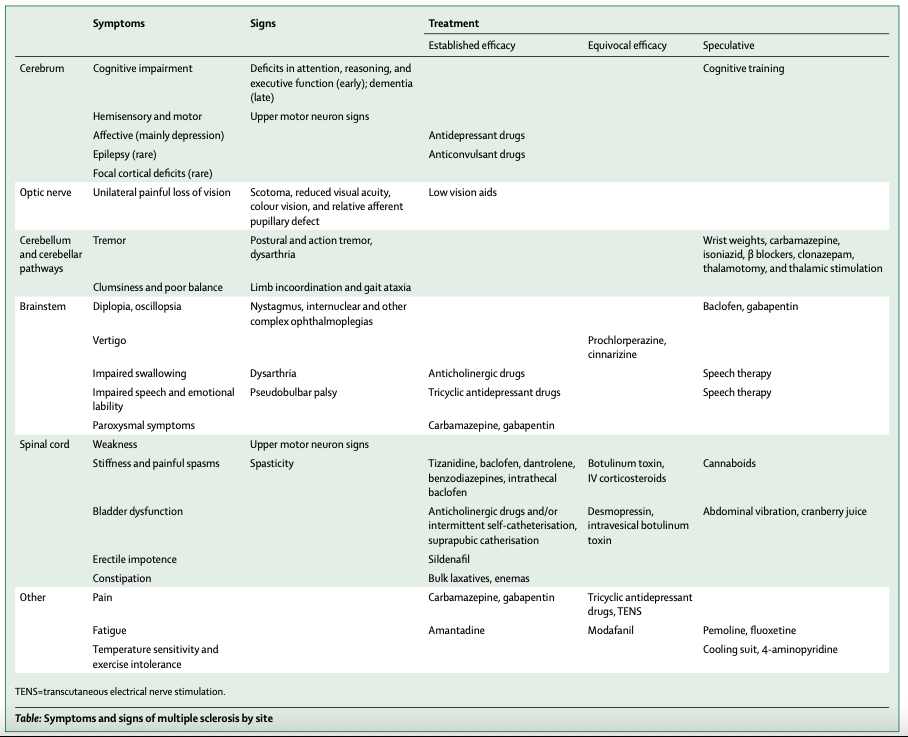 Symptoms Signs Treatment
Established efficacy Equivocal efficacy Speculative
Cerebrum Cognitive impairment Deficits in attention, reasoning, and Cognitive training
executive function (early); dementia
(late)
Hemisensory and motor Upper motor neuron signs
Affective (mainly depression) Antidepressant drugs
Epilepsy (rare) Anticonvulsant drugs
Focal cortical deficits (rare)
Optic nerve Unilateral painful loss of vision Scotoma, reduced visual acuity, Low vision aids
colour vision, and relative afferent
pupillary defect
Cerebellum Tremor Postural and action tremor, Wrist weights, carbamazepine,
and cerebellar dysarthria isoniazid, β blockers, clonazepam,
pathways thalamotomy, and thalamic stimulation
Clumsiness and poor balance Limb incoordination and gait ataxia
Brainstem Diplopia, oscillopsia Nystagmus, internuclear and other Baclofen, gabapentin
complex ophthalmoplegias
Vertigo Prochlorperazine,
cinnarizine
Impaired swallowing Dysarthria Anticholinergic drugs Speech therapy
Impaired speech and emotional Pseudobulbar palsy Tricyclic antidepressant drugs Speech therapy
lability
Paroxysmal symptoms Carbamazepine, gabapentin
Spinal cord Weakness Upper motor neuron signs
Stiffness and painful spasms Spasticity Tizanidine, baclofen, dantrolene, Botulinum toxin, Cannaboids
benzodiazepines, intrathecal IV corticosteroids
baclofen
Bladder dysfunction Anticholinergic drugs and/or Desmopressin, Abdominal vibration, cranberry juice
intermittent self-catheterisation, intravesical botulinum
suprapubic catherisation toxin
Erectile impotence Sildenafil
Constipation Bulk laxatives, enemas
Other Pain Carbamazepine, gabapentin Tricyclic antidepressant
drugs, TENS
Fatigue Amantadine Modafanil Pemoline, fluoxetine
Temperature sensitivity and Cooling suit, 4-aminopyridine
exercise intolerance
TENS=transcutaneous electrical nerve stimulation.
Table: Symptoms and signs of multiple sclerosis by site